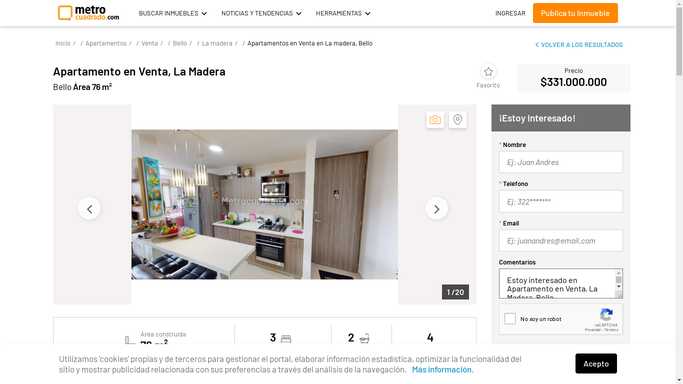 metro
cuadrado.com
BUSCAR INMUEBLES
NOTICIAS Y TENDENCIAS
HERRAMIENTAS
INGRESAR
Publica tu Inmueble
Inicio / / Apartamentos / / Venta / / Bello / / La madera / / Apartamentos en Venta en La madera, Bello
VOLVER A LOS RESULTADOS
Apartamento en Venta, La Madera
Bello Área 76 m²
Favorito
Precio
$331.000.000
Metrocuadrado.com
1 / 20
¡Estoy Interesado!
* Nombre
Ej: Juan Andres
* Telefono
Ej: 322*******
* Email
Ej: juanandres@email.com
Comentarios
Estoy interesado en
Apartamento en Venta, La
Madera, Bello
No soy un robot
reCAPTCHA
Privacidad - Términos
Área construida
3
2
4
Utilizamos 'cookies' propias y de terceros para gestionar el portal, elaborar información estadística, optimizar la funcionalidad del
sitio y mostrar publicidad relacionada con sus preferencias a través del análisis de la navegación. Más información.
Acepto